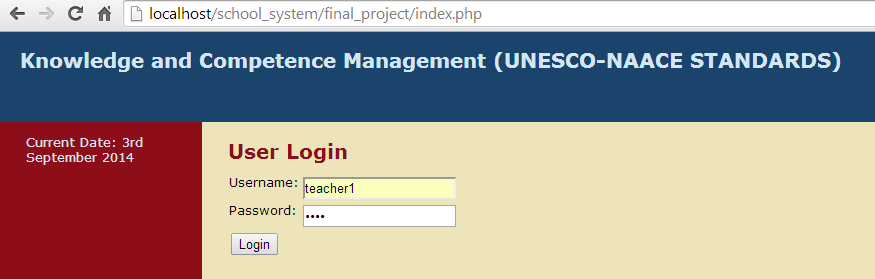 localhost/school_system/final_project/index.php
Knowledge and Competence Management (UNESCO-NAACE STANDARDS)
Current Date: 3rd
September 2014
User Login
Username: teacher1
Password: ••••
Login